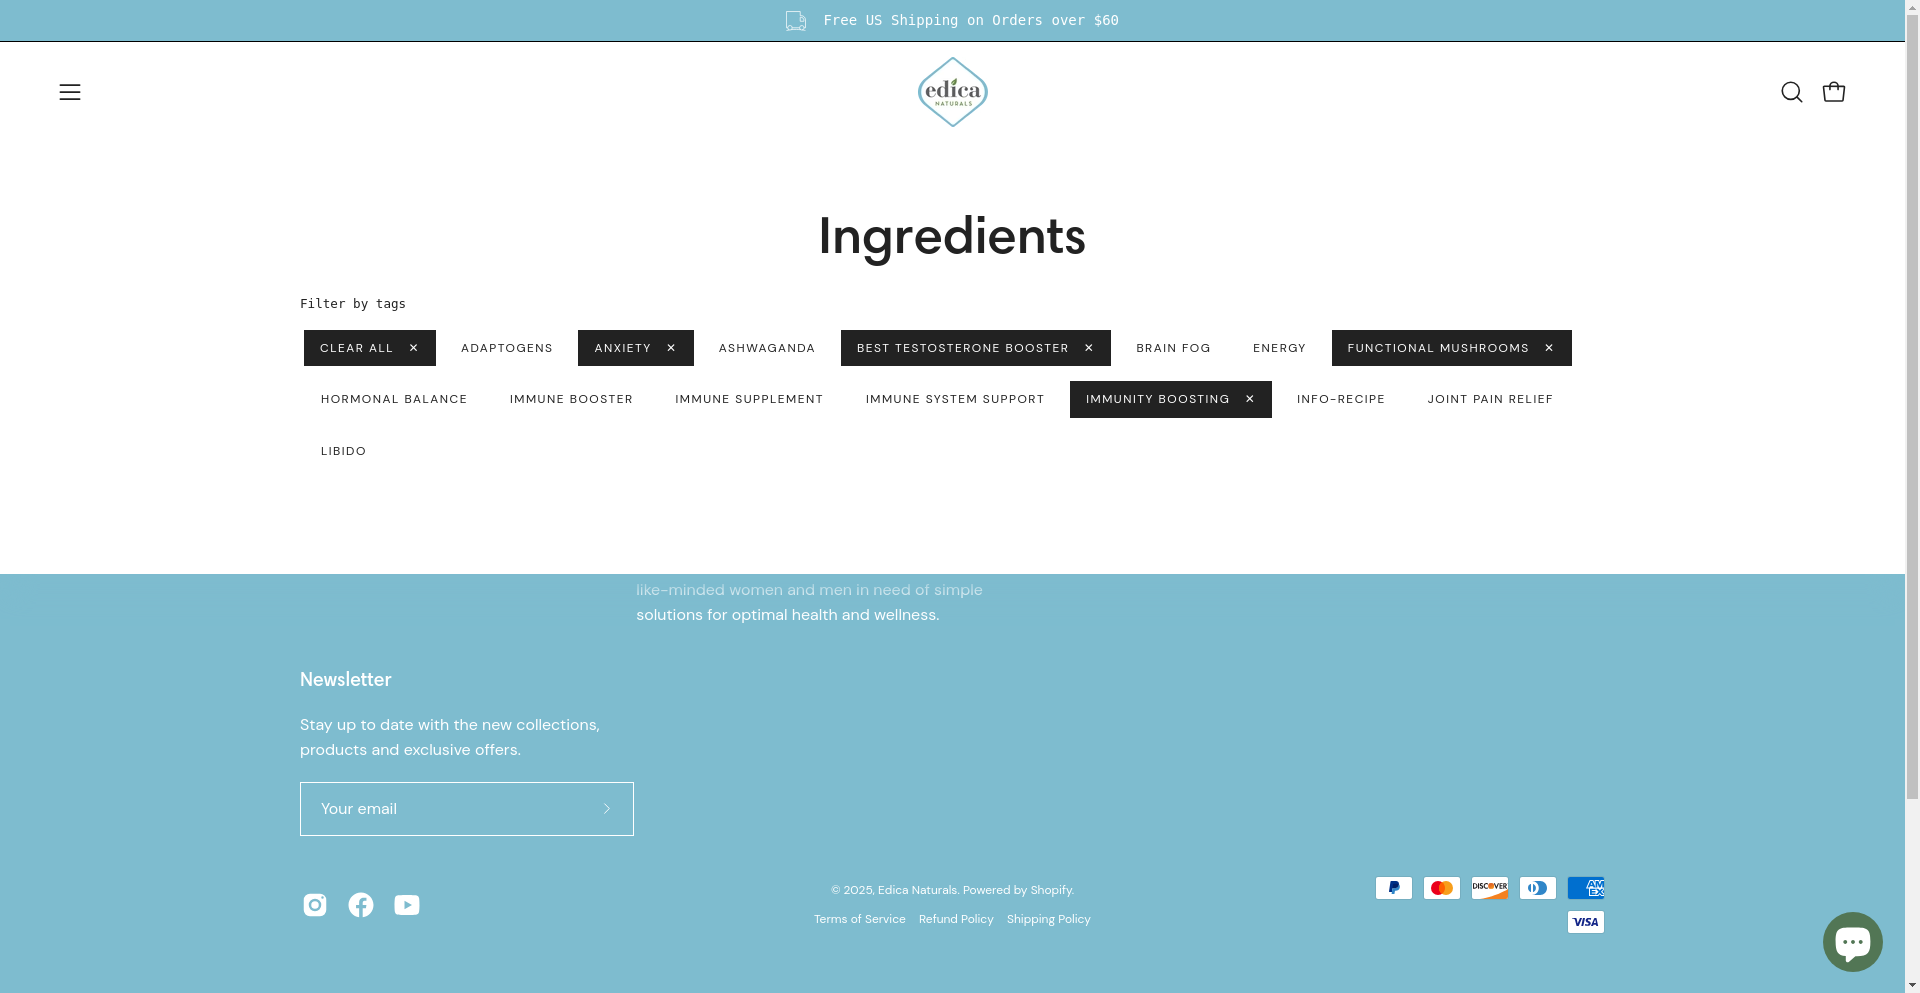 Free US Shipping on Orders over $60
edica
NATURALS
Ingredients
Filter by tags
CLEAR ALL ✕ ADAPTOGENS ANXIETY ✕ ASHWAGANDA BEST TESTOSTERONE BOOSTER ✕ BRAIN FOG ENERGY FUNCTIONAL MUSHROOMS ✕
HORMONAL BALANCE IMMUNE BOOSTER IMMUNE SUPPLEMENT IMMUNE SYSTEM SUPPORT IMMUNITY BOOSTING ✕ INFO-RECIPE JOINT PAIN RELIEF
LIBIDO
like-minded women and men in need of simple
solutions for optimal health and wellness.
Newsletter
Stay up to date with the new collections,
products and exclusive offers.
Your email
© 2025, Edica Naturals. Powered by Shopify.
Terms of Service Refund Policy Shipping Policy
DISCOVER
AM
EX
VISA